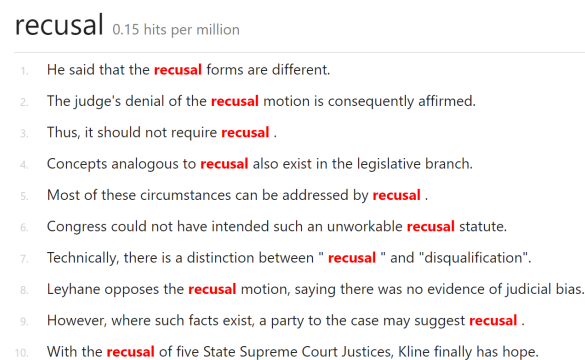 recusal 0.15 hits per million
1. He said that the recusal forms are different.
2. The judge's denial of the recusal motion is consequently affirmed.
3. Thus, it should not require recusal .
4. Concepts analogous to recusal also exist in the legislative branch.
5. Most of these circumstances can be addressed by recusal .
6. Congress could not have intended such an unworkable recusal statute.
7. Technically, there is a distinction between " recusal " and "disqualification".
8. Leyhane opposes the recusal motion, saying there was no evidence of judicial bias.
9. However, where such facts exist, a party to the case may suggest recusal .
10. With the recusal of five State Supreme Court Justices, Kline finally has hope.